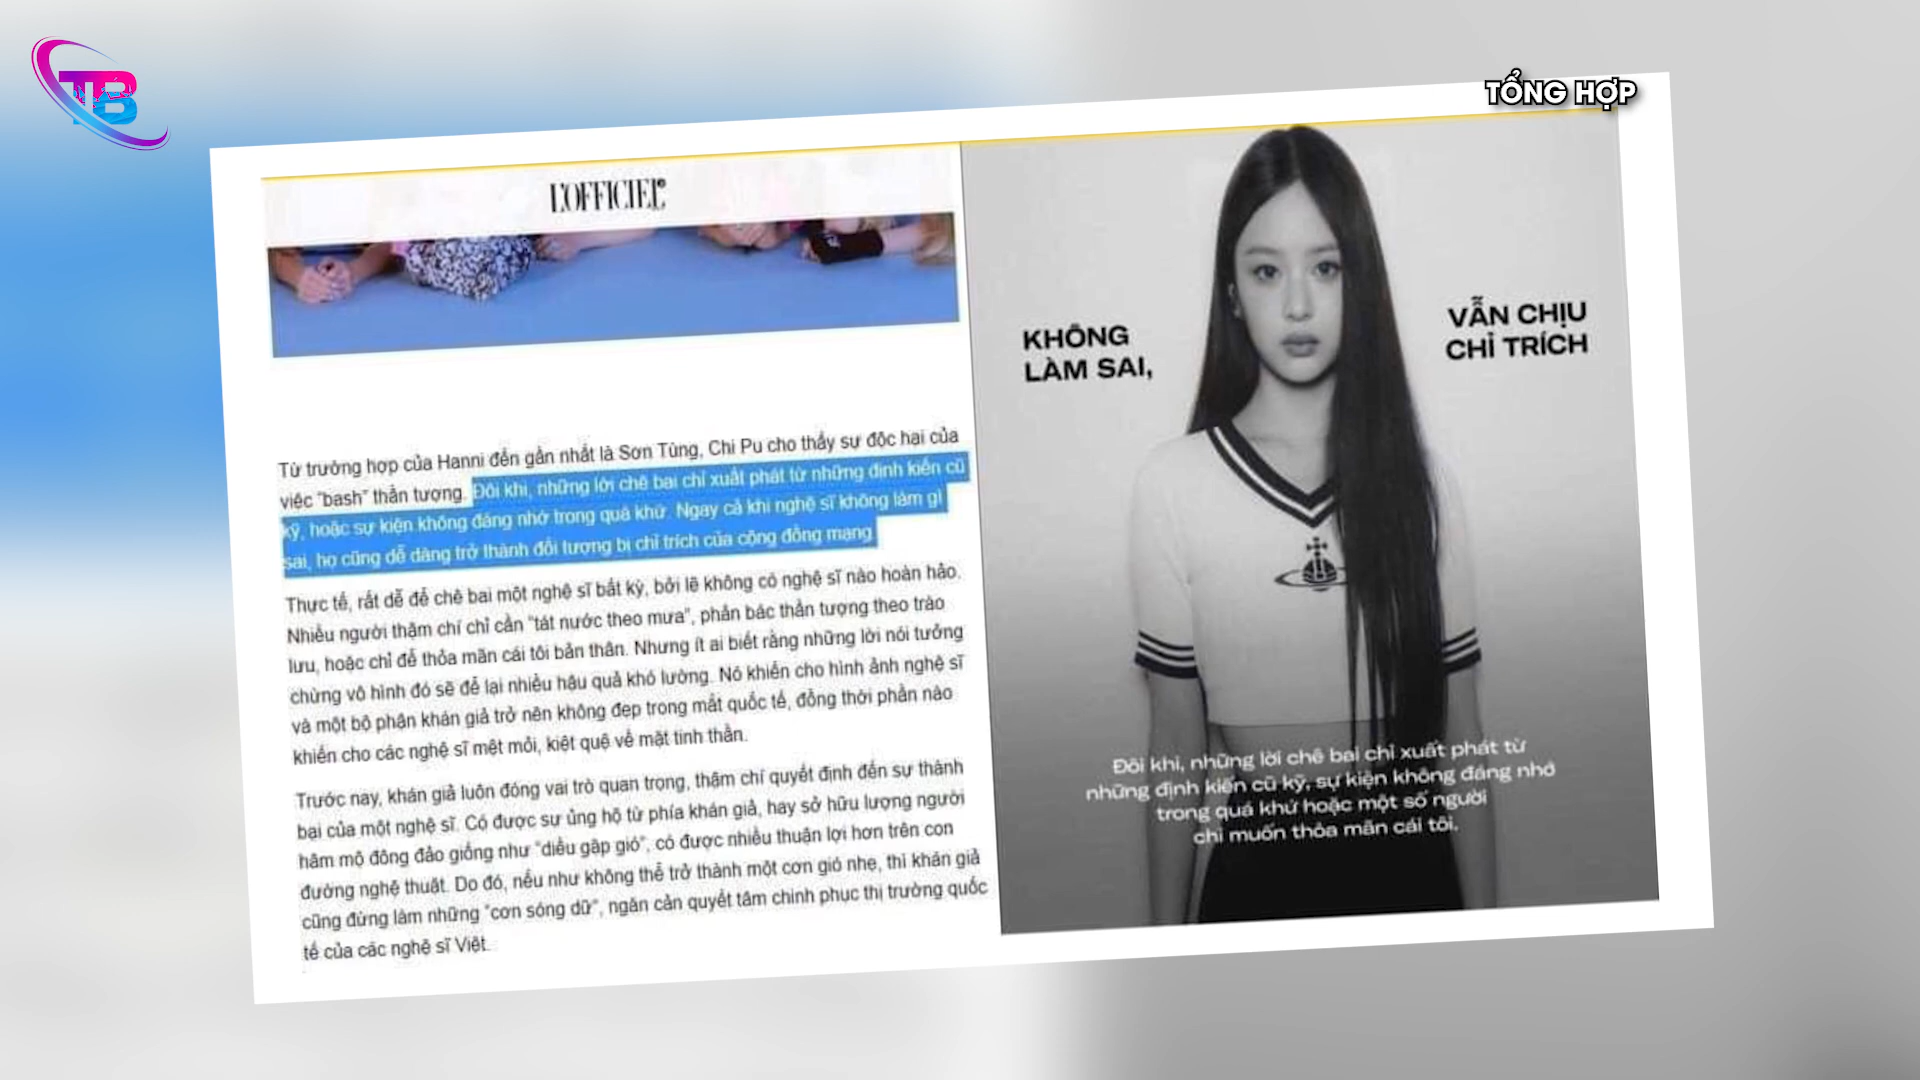 TB
TỔNG HỢP
L'OFFICIEL
Từ trường hợp của Hanni đến gần nhất là Sơn Tùng, Chi Pu cho thấy sự độc hại của
việc "bash" thần tượng. Đôi khi, những lời chê bai chỉ xuất phát từ những định kiến cũ
kỹ, hoặc sự kiện không đáng nhớ trong quá khứ. Ngay cả khi nghệ sĩ không làm gì
sai, họ cũng dễ dàng trở thành đối tượng bị chỉ trích của cộng đồng mạng.
Thực tế, rất dễ để chê bai một nghệ sĩ bất kỳ, bởi lẽ không có nghệ sĩ nào hoàn hảo.
Nhiều người thậm chí chỉ cần "tát nước theo mưa", phản bác thần tượng theo trào
lưu, hoặc chỉ để thỏa mãn cái tôi bản thân. Nhưng ít ai biết rằng những lời nói tưởng
chừng vô hình đó sẽ để lại nhiều hậu quả khó lường. Nó khiến cho hình ảnh nghệ sĩ
và một bộ phận khán giả trở nên không đẹp trong mắt quốc tế, đồng thời phần nào
khiến cho các nghệ sĩ mệt mỏi, kiệt quệ về mặt tinh thần.
Trước nay, khán giả luôn đóng vai trò quan trọng, thậm chí quyết định đến sự thành
bại của một nghệ sĩ. Có được sự ủng hộ từ phía khán giả, hay sở hữu lượng người
hâm mộ đông đảo giống như "diều gặp gió", có được nhiều thuận lợi hơn trên con
đường nghệ thuật. Do đó, nếu như không thể trở thành một cơn gió nhẹ, thì khán giả
cũng đừng làm những "cơn sóng dữ", ngăn cản quyết tâm chinh phục thị trường quốc
tế của các nghệ sĩ Việt.
KHÔNG
LÀM SAI,
VẪN CHỊU
CHỈ TRÍCH
Đôi khi, những lời chê bai chỉ xuất phát từ
những định kiến cũ kỹ, sự kiện không đáng nhớ
trong quá khứ hoặc một số người
chỉ muốn thỏa mãn cái tôi.